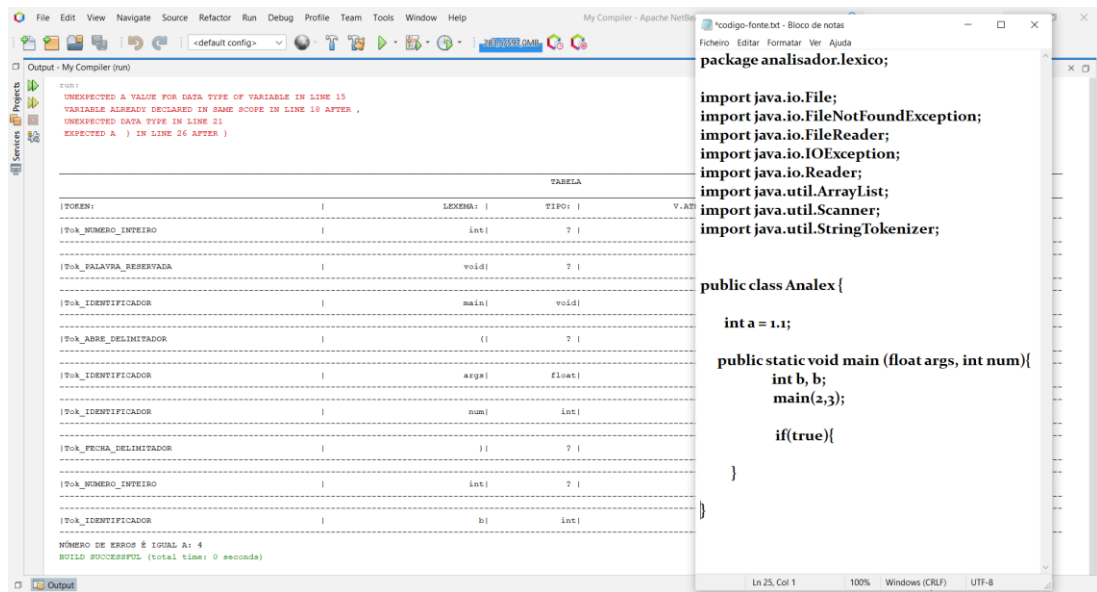 File Edit View Navigate Source Refactor Run Debug Profile Team Tools Window Help
My Compiler - Apache NetBe
<default config>
Output - My Compiler (run)
Projects
Services
run:
UNEXPECTED A VALUE FOR DATA TYPE OF VARIABLE IN LINE 15
VARIABLE ALREADY DECLARED IN SAME SCOPE IN LINE 18 AFTER ,
UNEXPECTED DATA TYPE IN LINE 21
EXPECTED A } IN LINE 26 AFTER }
TABELA
|TOKEN: | LEXEMA: | TIPO: | V.AT
|Tok_NUMERO_INTEIRO | int| ? |
|Tok_PALAVRA_RESERVADA | void| ? |
|Tok_IDENTIFICADOR | main| void|
|Tok_ABRE_DELIMITADOR | (| ? |
|Tok_IDENTIFICADOR | args| float|
|Tok_IDENTIFICADOR | num| int|
|Tok_FECHA_DELIMITADOR | )| ? |
|Tok_NUMERO_INTEIRO | int| ? |
|Tok_IDENTIFICADOR | b| int|
NÚMERO DE ERROS É IGUAL A: 4
BUILD SUCCESSFUL (total time: 0 seconds)
Output
*codigo-fonte.txt - Bloco de notas
Ficheiro Editar Formatar Ver Ajuda
package analisador.lexico;
import java.io.File;
import java.io.FileNotFoundException;
import java.io.FileReader;
import java.io.IOException;
import java.io.Reader;
import java.util.ArrayList;
import java.util.Scanner;
import java.util.StringTokenizer;
public class Analex {
int a = 1.1;
public static void main (float args, int num){
int b, b;
main(2,3);
if(true){
}
}
Ln 25, Col 1 100% Windows (CRLF) UTF-8